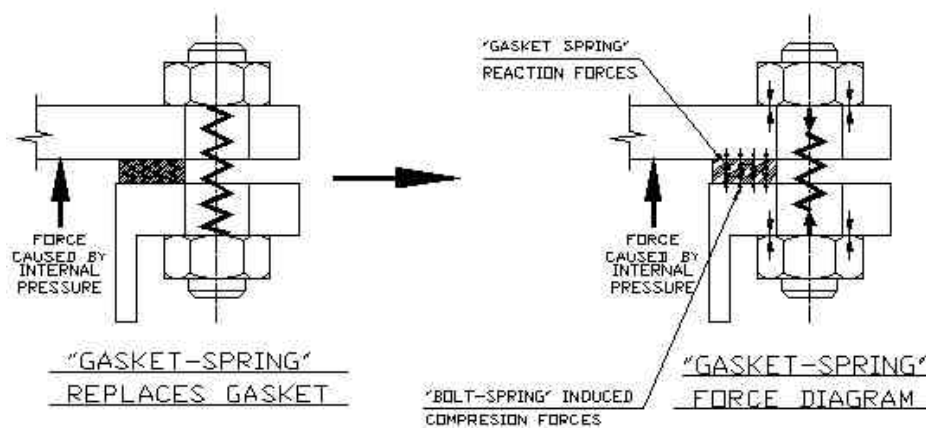 "GASKET SPRING"
REACTION FORCES
FORCE
CAUSED BY
INTERNAL
PRESSURE
FORCE
CAUSED BY
INTERNAL
PRESSURE
"GASKET-SPRING"
REPLACES GASKET
"BOLT-SPRING" INDUCED
COMPRESION FORCES
"GASKET-SPRING"
FORCE DIAGRAM